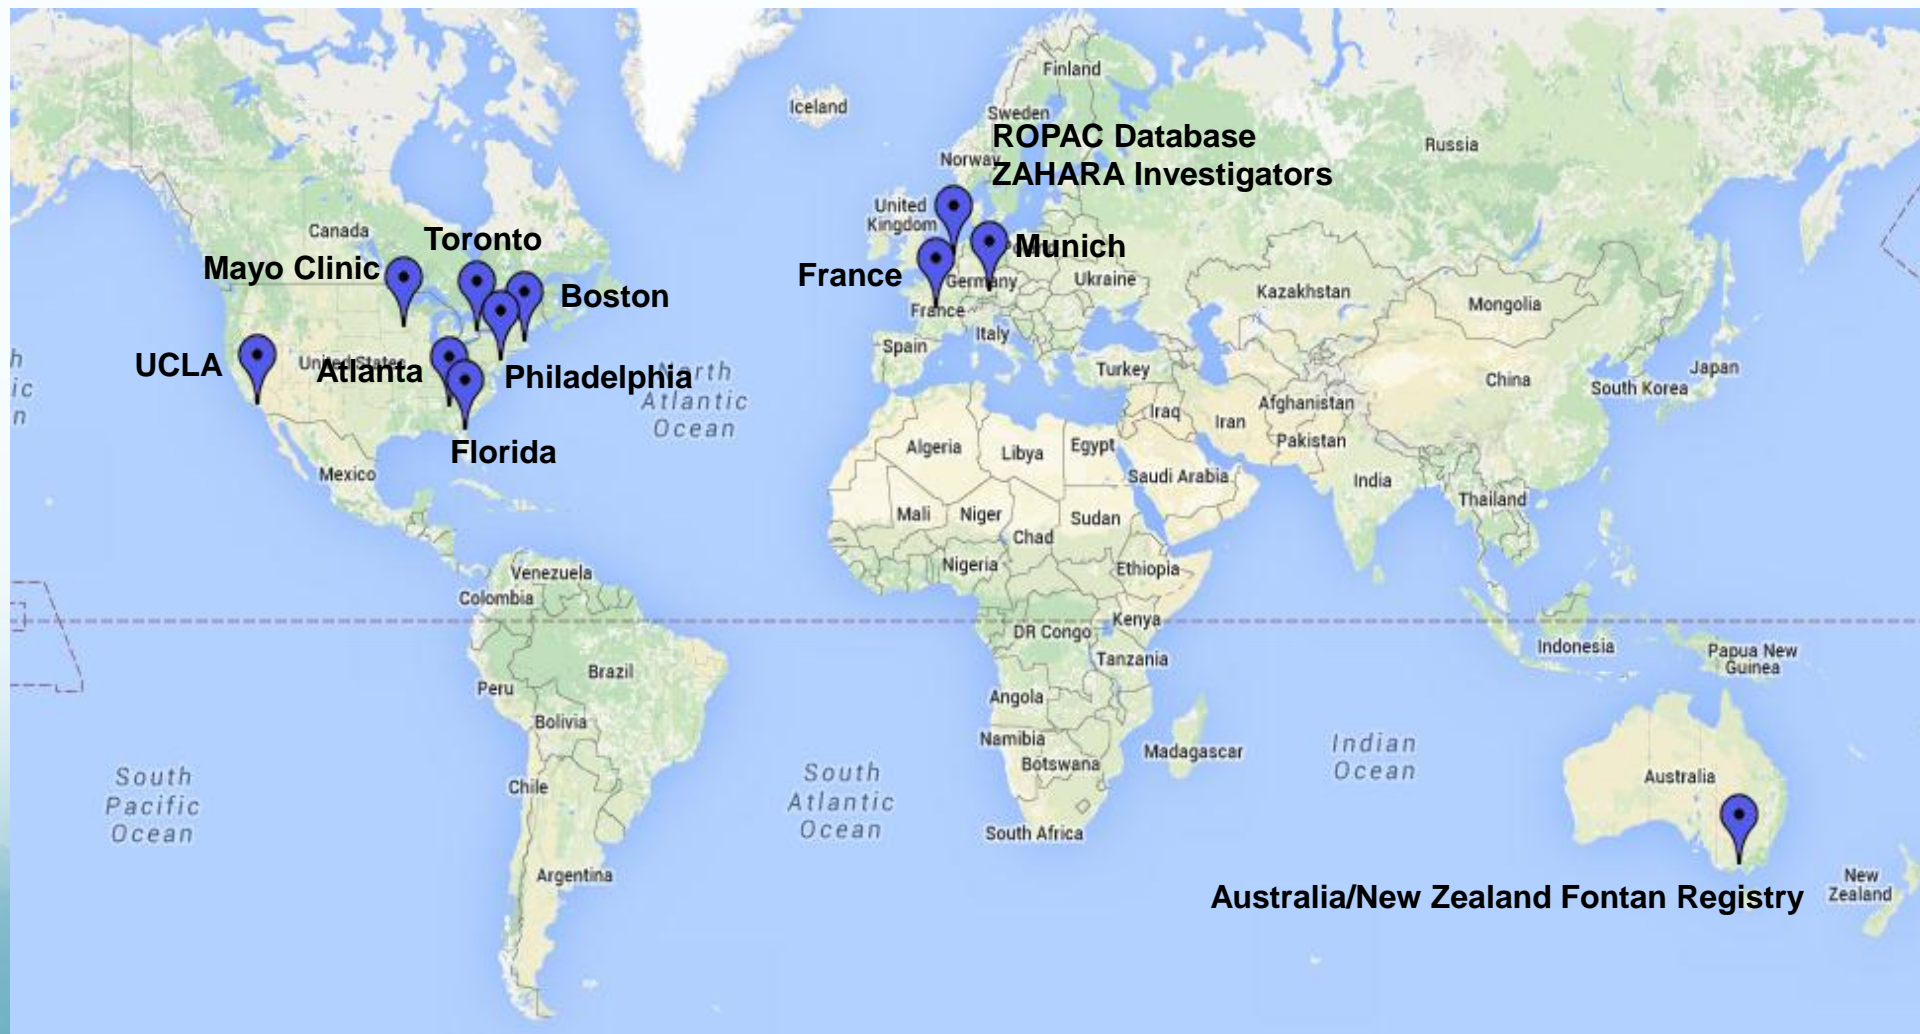 Finland
Iceland
Sweden
ROPAC Database
Russia
Norway
ZAHARA Investigators
United
Kingdom
Canada
Toronto
Munich
Mayo Clinic
France
Germany
Ukraine
Boston
Kazakhstan
Mongolia
France
Italy
Spain
UCLA
United States
Atlanta
Philadelphia
North
Atlantic
Ocean
Turkey
China
Japan
South Korea
Iraq
Iran
Afghanistan
Pakistan
Florida
Algeria
Libya
Egypt
Mexico
Saudi Arabia
India
Thailand
Mali
Niger
Sudan
Chad
Nigeria
Ethiopia
Venezuela
Colombia
DR Congo
Kenya
Indonesia
Papua New
Guinea
Tanzania
Brazil
Peru
Angola
Bolivia
Namibia
Botswana
Madagascar
Indian
Ocean
South
Pacific
Ocean
Chile
South
Atlantic
Ocean
Australia
South Africa
Argentina
Australia/New Zealand Fontan Registry
New
Zealand